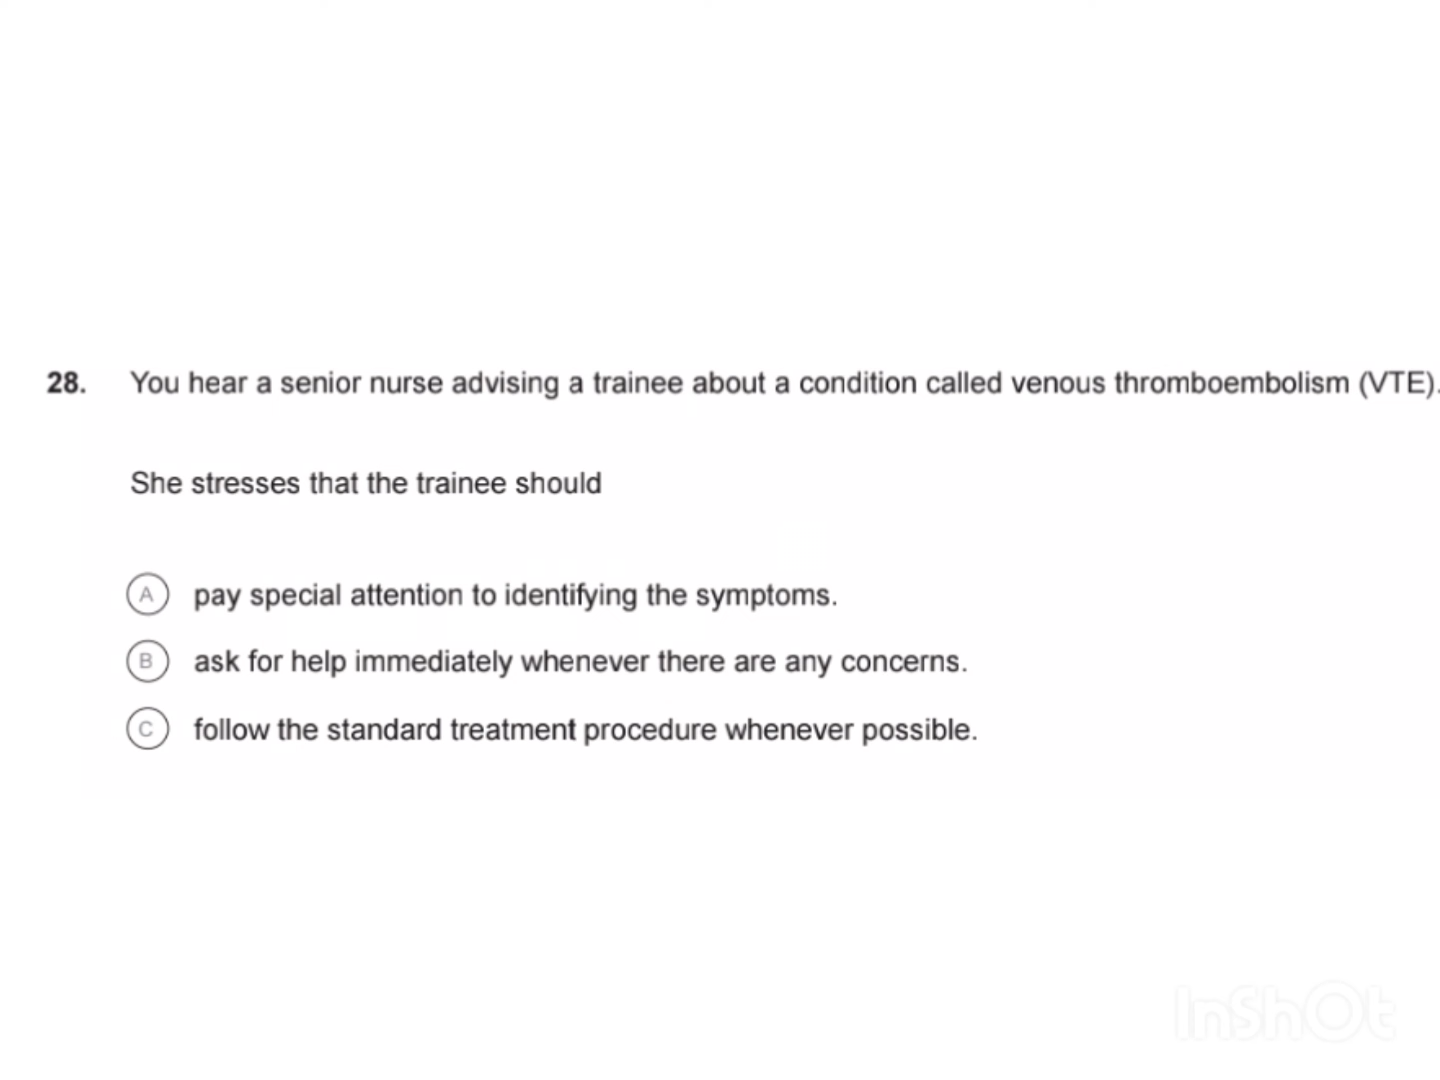 28. You hear a senior nurse advising a trainee about a condition called venous thromboembolism (VTE).
She stresses that the trainee should
A pay special attention to identifying the symptoms.
B ask for help immediately whenever there are any concerns.
C follow the standard treatment procedure whenever possible.
InShOt